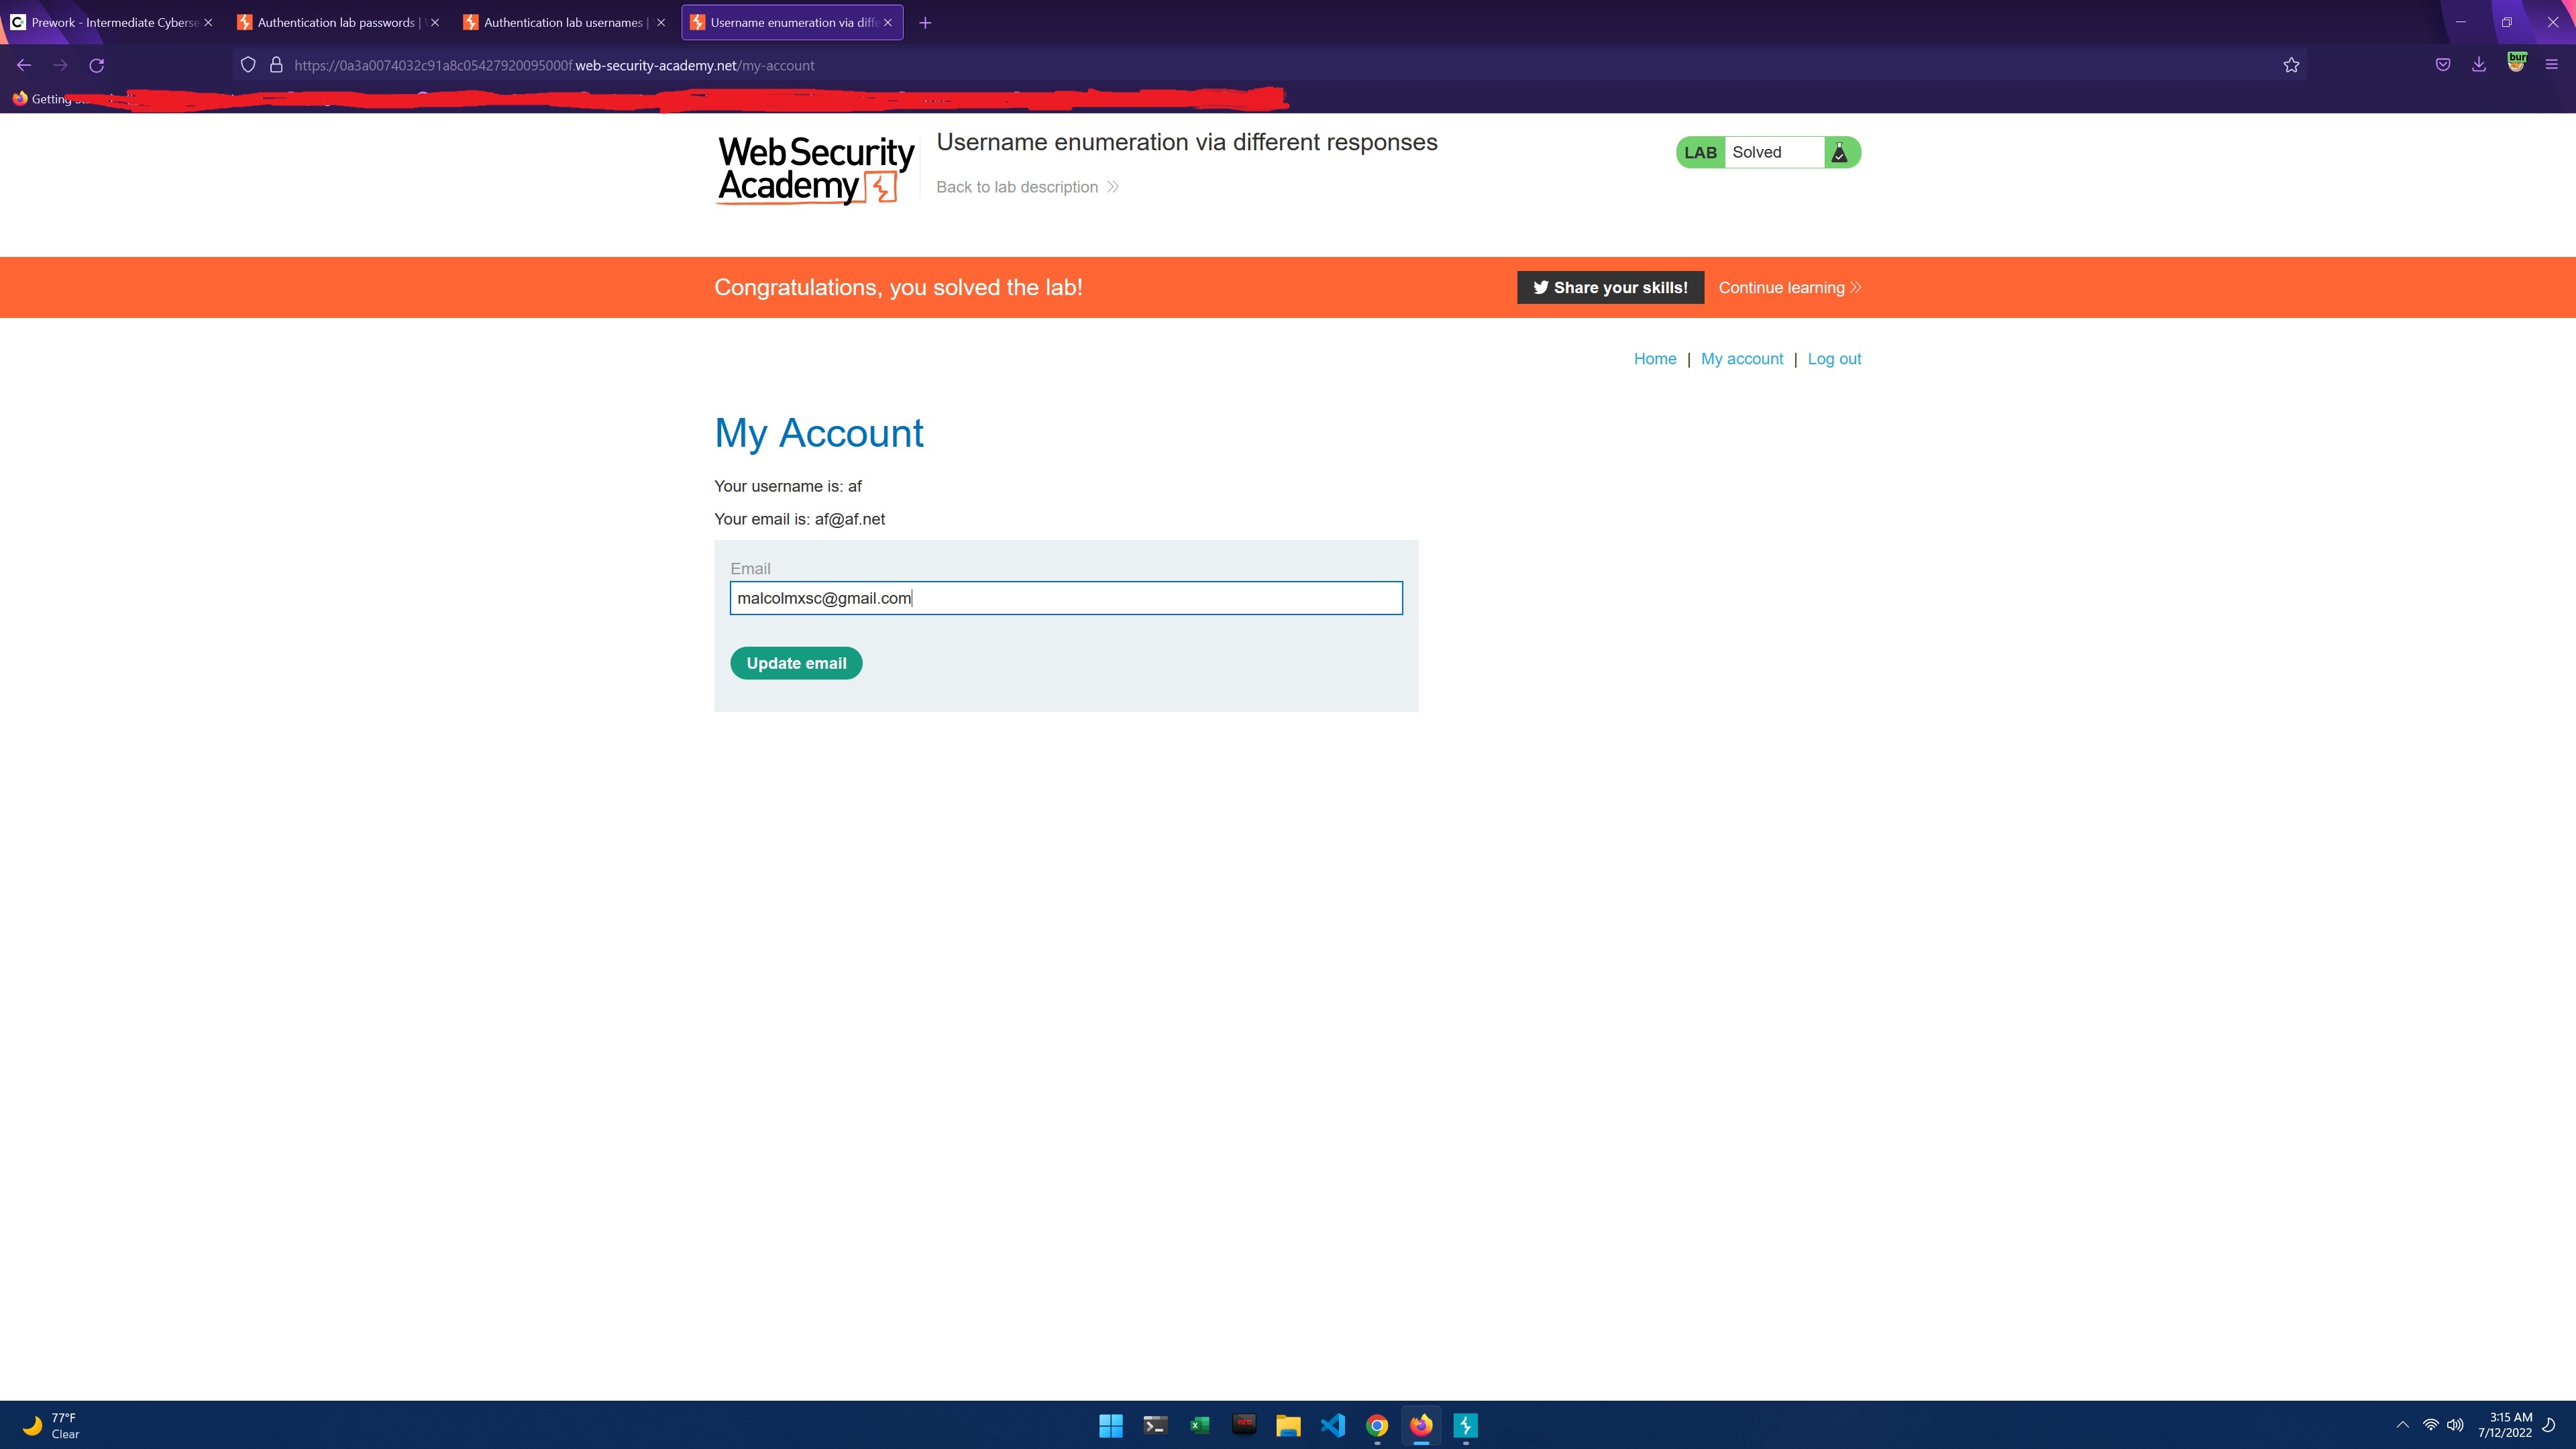 Prework - Intermediate Cyberse
Authentication lab passwords |
Authentication lab usernames |
Username enumeration via diffe
https://0a3a0074032c91a8c05427920095000f.web-security-academy.net/my-account
bur
Getting
Web Security
Academy
Username enumeration via different responses
Back to lab description
LAB Solved
Congratulations, you solved the lab!
Share your skills!
Continue learning
Home | My account | Log out
My Account
Your username is: af
Your email is: af@af.net
Email
malcolmxsc@gmail.com
Update email
77°F
Clear
REC
3:15 AM
7/12/2022